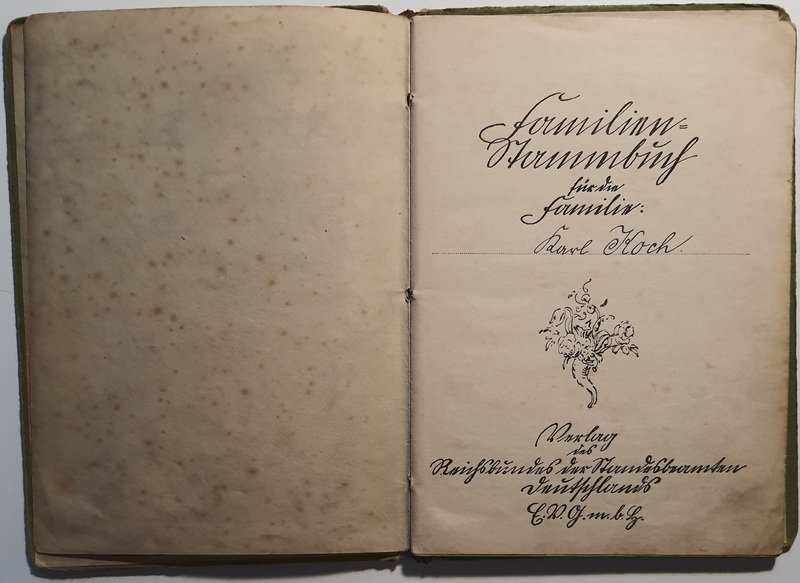 Familien-
Stammbuch
für die
Familie:
Karl Koch.
Verlag
des
Reichsbundes der Standesbeamten
Deutschlands
E.V.G.m.b.H.